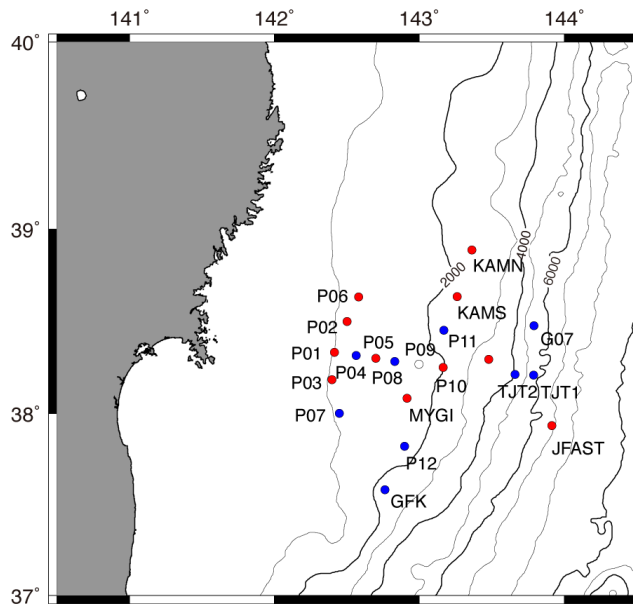 141° 142° 143° 144°
40°
39°
38°
37°
2000
4000
6000
KAMN
KAMS
P06
P02
P05
P09
P11
G07
P01
P04
P08
P10
P03
TJT2
TJT1
P07
MYGI
JFAST
P12
GFK